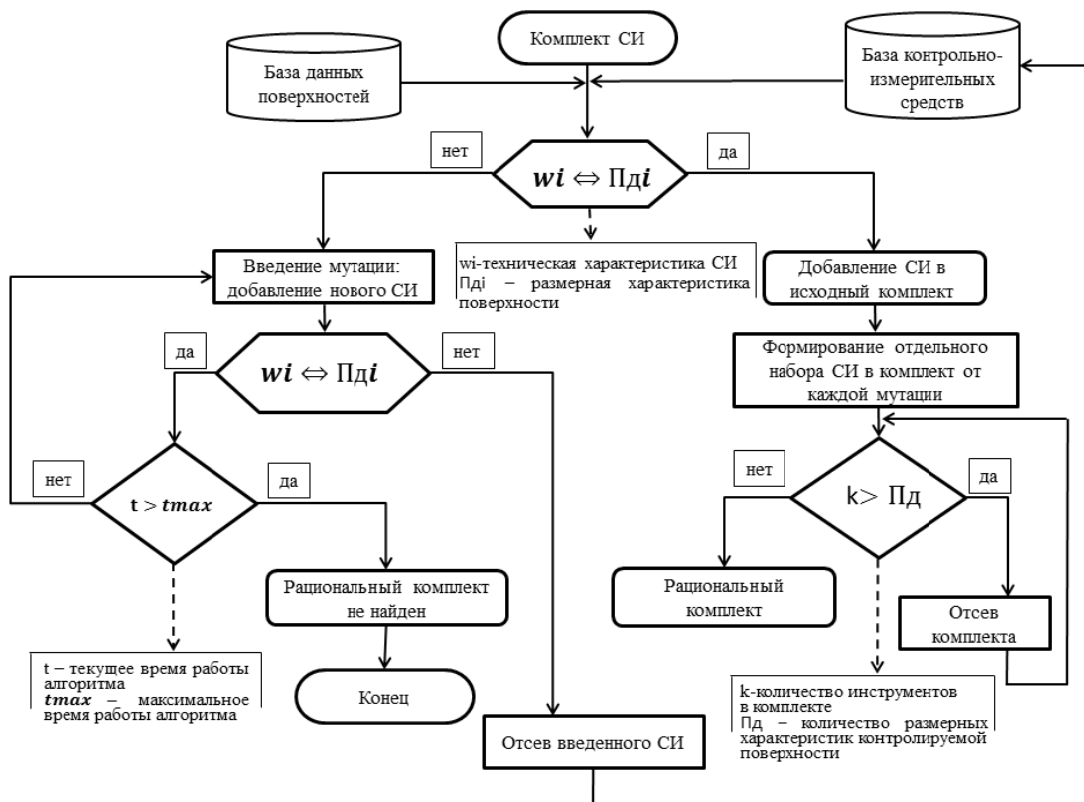 Комплект СИ
База данных
поверхностей
База контрольно-
измерительных
средств
нет
да
wi ⇔ Пдi
wi-техническая характеристика СИ
Пдi – размерная характеристика
поверхности
Введение мутации:
добавление нового СИ
Добавление СИ в
исходный комплект
да
нет
wi ⇔ Пдi
Формирование отдельного
набора СИ в комплект от
каждой мутации
нет
да
t > tmax
нет
да
k> Пд
Рациональный комплект
не найден
Рациональный
комплект
Отсев
комплекта
t – текущее время работы
алгоритма
tmax – максимальное
время работы алгоритма
Конец
k-количество инструментов
в комплекте
Пд – количество размерных
характеристик контролируемой
поверхности
Отсев введенного СИ